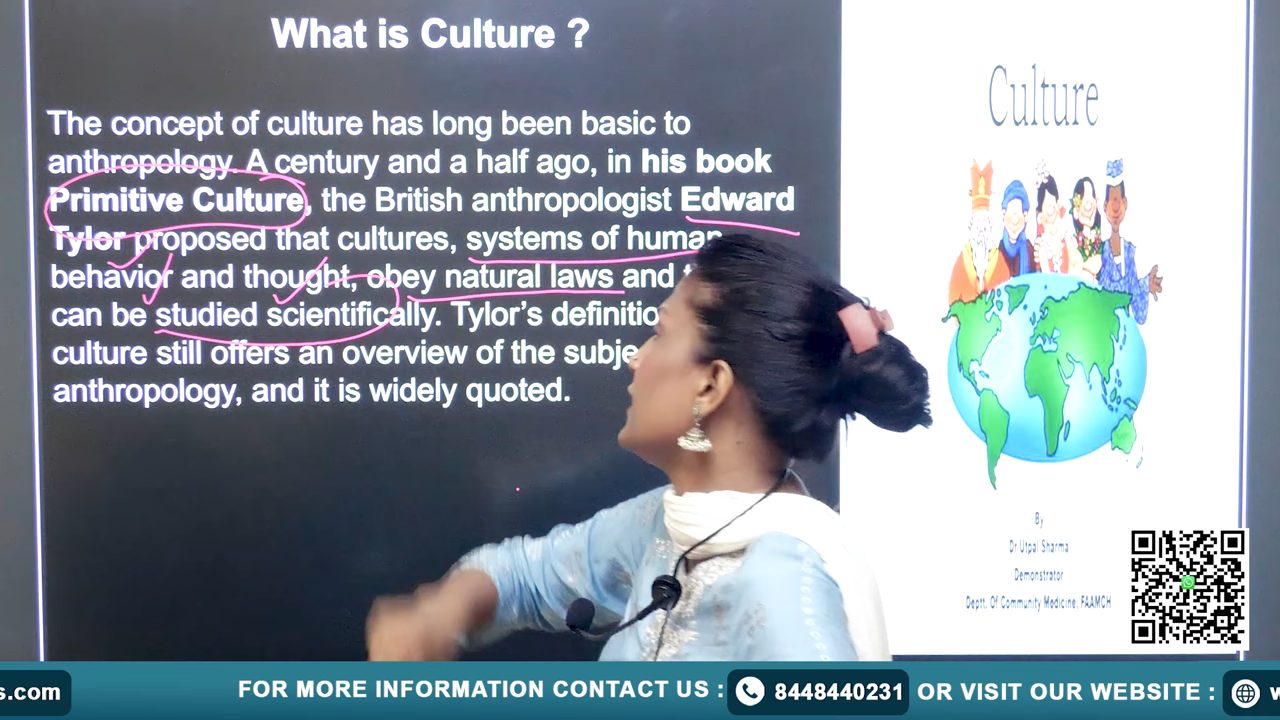 What is Culture ?
The concept of culture has long been basic to
anthropology. A century and a half ago, in his book
Primitive Culture, the British anthropologist Edward
Tylor proposed that cultures, systems of human
behavior and thought, obey natural laws and
can be studied scientifically. Tylor's
culture still offers an overview of the
anthropology, and it is widely quoted.
Culture
By
Dr Utpal Sharma
Demonstrator
Deptt. Of Community Medicine, FAAMCH
s.com
FOR MORE INFORMATION CONTACT US : 8448440231 OR VISIT OUR WEBSITE :